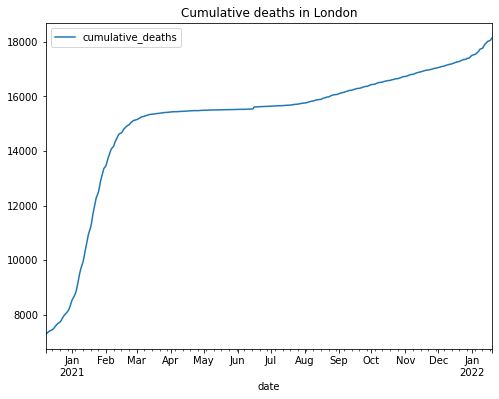 Cumulative deaths in London
cumulative_deaths
18000
16000
14000
12000
10000
8000
Jan Feb Mar Apr May Jun Jul Aug Sep Oct Nov Dec Jan
2021 2022
date